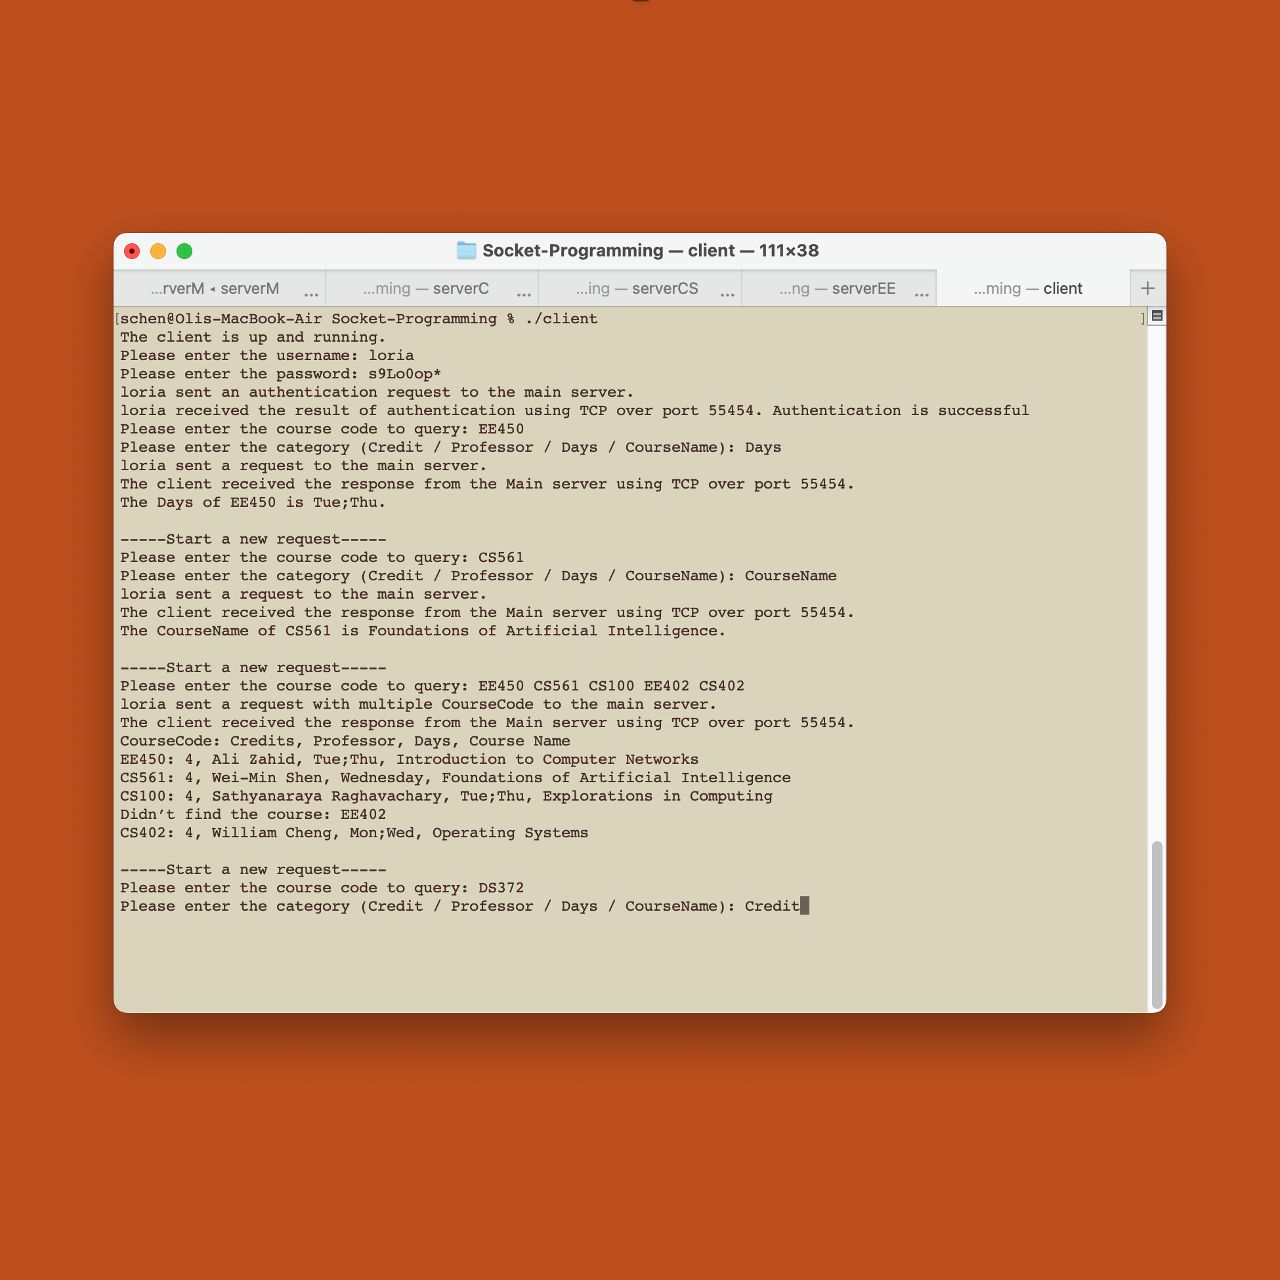 Socket-Programming — client — 111×38
...rverM ◂ serverM ...
...ming — serverC ...
...ing — serverCS ...
...ng — serverEE ...
...ming — client
+
[schen@Olis-MacBook-Air Socket-Programming % ./client ]
The client is up and running.
Please enter the username: loria
Please enter the password: s9Lo0op*
loria sent an authentication request to the main server.
loria received the result of authentication using TCP over port 55454. Authentication is successful
Please enter the course code to query: EE450
Please enter the category (Credit / Professor / Days / CourseName): Days
loria sent a request to the main server.
The client received the response from the Main server using TCP over port 55454.
The Days of EE450 is Tue;Thu.
-----Start a new request-----
Please enter the course code to query: CS561
Please enter the category (Credit / Professor / Days / CourseName): CourseName
loria sent a request to the main server.
The client received the response from the Main server using TCP over port 55454.
The CourseName of CS561 is Foundations of Artificial Intelligence.
-----Start a new request-----
Please enter the course code to query: EE450 CS561 CS100 EE402 CS402
loria sent a request with multiple CourseCode to the main server.
The client received the response from the Main server using TCP over port 55454.
CourseCode: Credits, Professor, Days, Course Name
EE450: 4, Ali Zahid, Tue;Thu, Introduction to Computer Networks
CS561: 4, Wei-Min Shen, Wednesday, Foundations of Artificial Intelligence
CS100: 4, Sathyanaraya Raghavachary, Tue;Thu, Explorations in Computing
Didn’t find the course: EE402
CS402: 4, William Cheng, Mon;Wed, Operating Systems
-----Start a new request-----
Please enter the course code to query: DS372
Please enter the category (Credit / Professor / Days / CourseName): Credit